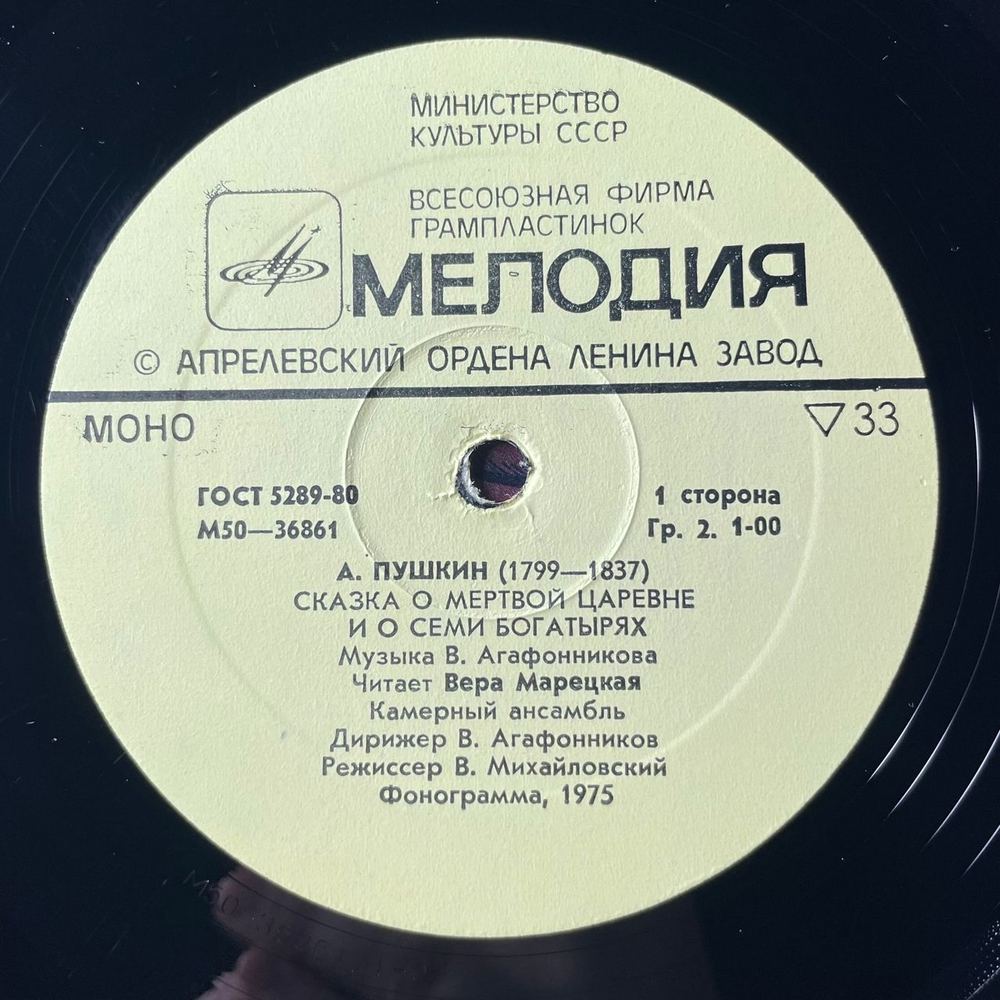 МИНИСТЕРСТВО
КУЛЬТУРЫ СССР
ВСЕСОЮЗНАЯ ФИРМА
ГРАМПЛАСТИНОК
МЕЛОДИЯ
© АПРЕЛЕВСКИЙ ОРДЕНА ЛЕНИНА ЗАВОД
МОНО
▽33
ГОСТ 5289-80
1 сторона
М50—36861
Гр. 2. 1-00
А. ПУШКИН (1799—1837)
СКАЗКА О МЕРТВОЙ ЦАРЕВНЕ
И О СЕМИ БОГАТЫРЯХ
Музыка В. Агафонникова
Читает Вера Марецкая
Камерный ансамбль
Дирижер В. Агафонников
Режиссер В. Михайловский
Фонограмма, 1975